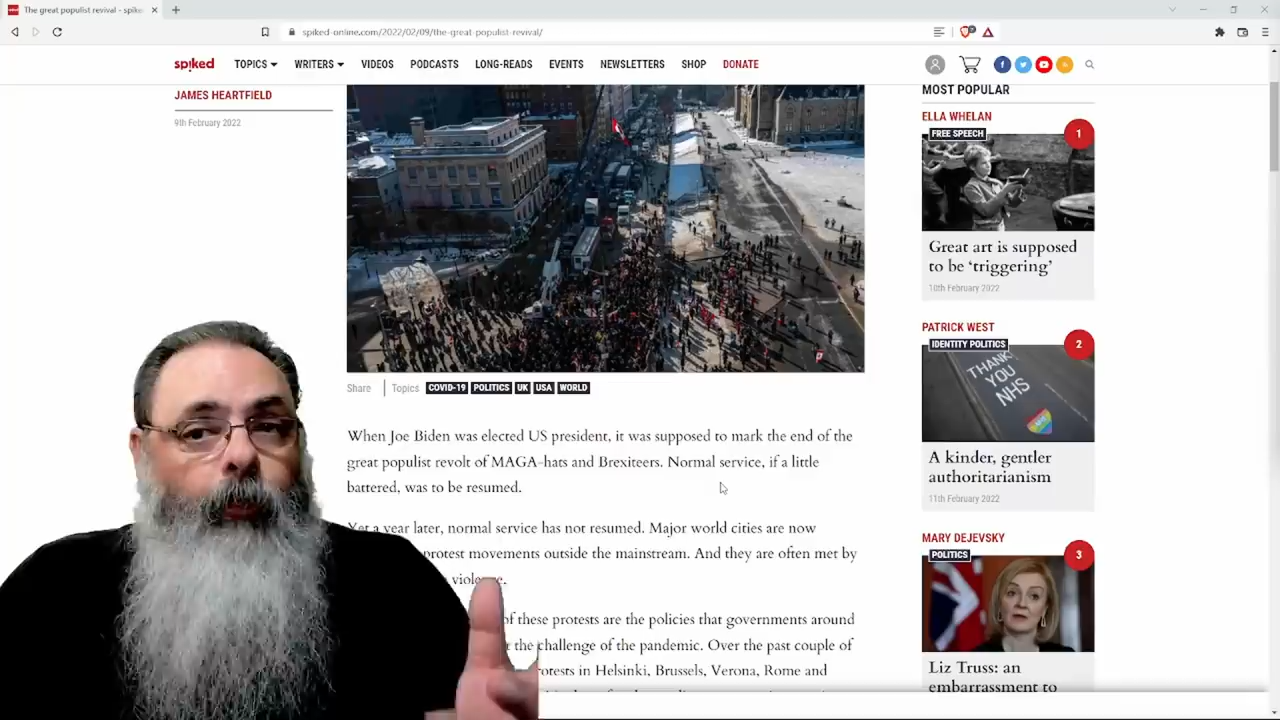 The great populist revival - spike
spiked-online.com/2022/02/09/the-great-populist-revival/
spiked
TOPICS
WRITERS
VIDEOS
PODCASTS
LONG-READS
EVENTS
NEWSLETTERS
SHOP
DONATE
JAMES HEARTFIELD
9th February 2022
Share
Topics
COVID-19
POLITICS
UK
USA
WORLD
When Joe Biden was elected US president, it was supposed to mark the end of the
great populist revolt of MAGA-hats and Brexiteers. Normal service, if a little
battered, was to be resumed.
Yet a year later, normal service has not resumed. Major world cities are now
protest movements outside the mainstream. And they are often met by
violence.
of these protests are the policies that governments around
the challenge of the pandemic. Over the past couple of
in Helsinki, Brussels, Verona, Rome and
MOST POPULAR
ELLA WHELAN
FREE SPEECH
1
Great art is supposed
to be ‘triggering’
10th February 2022
PATRICK WEST
IDENTITY POLITICS
2
THANK
YOU
NHS
A kinder, gentler
authoritarianism
11th February 2022
MARY DEJEVSKY
POLITICS
3
Liz Truss: an
embarrassment to